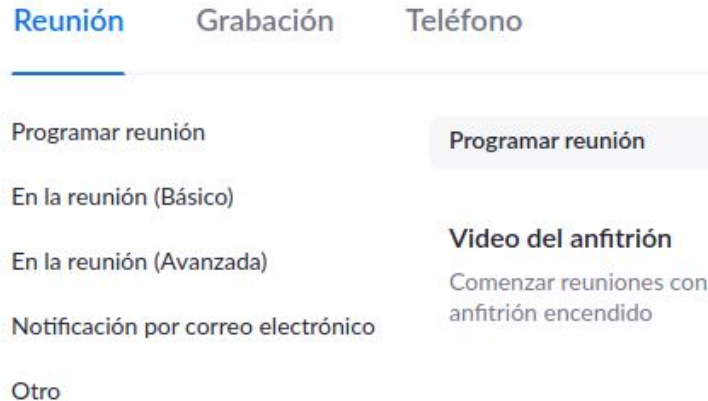 Reunión Grabación Teléfono
Programar reunión
En la reunión (Básico)
En la reunión (Avanzada)
Notificación por correo electrónico
Otro
Programar reunión
Video del anfitrión
Comenzar reuniones con
anfitrión encendido